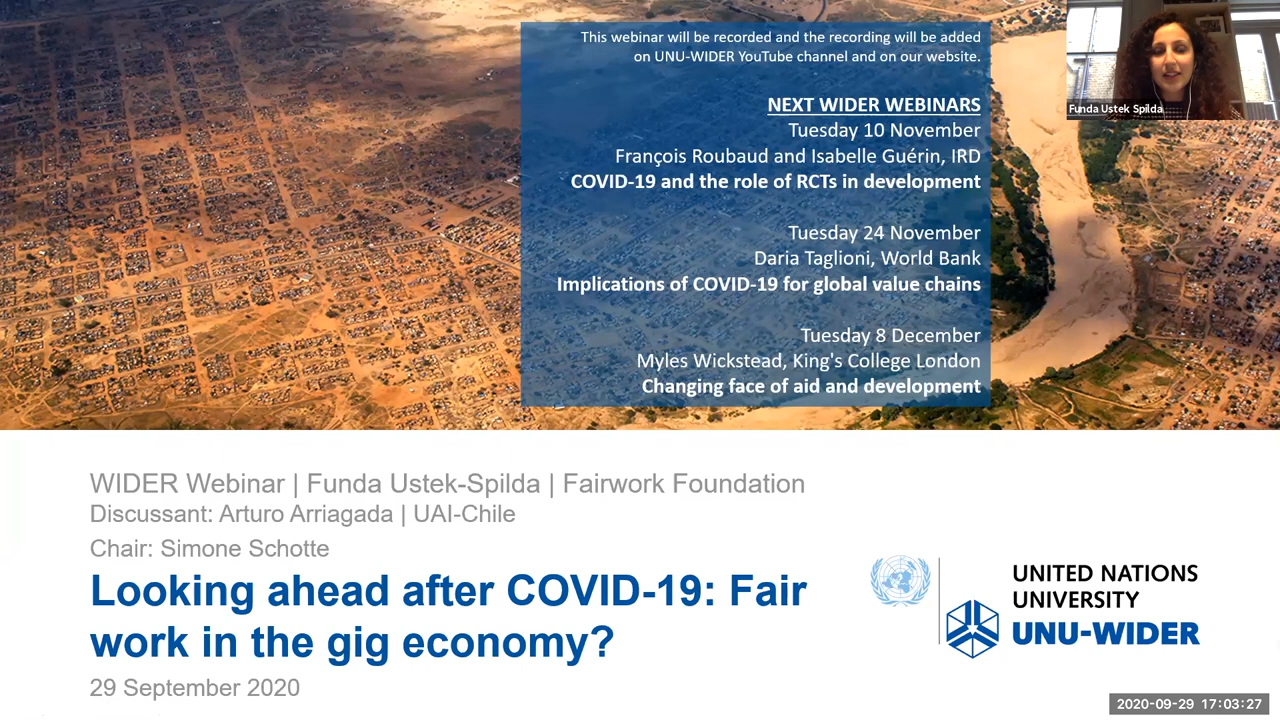 This webinar will be recorded and the recording will be added
on UNU-WIDER YouTube channel and on our website.
NEXT WIDER WEBINARS
Tuesday 10 November
François Roubaud and Isabelle Guérin, IRD
COVID-19 and the role of RCTs in development
Tuesday 24 November
Daria Taglioni, World Bank
Implications of COVID-19 for global value chains
Tuesday 8 December
Myles Wickstead, King's College London
Changing face of aid and development
Funda Ustek Spilda
WIDER Webinar | Funda Ustek-Spilda | Fairwork Foundation
Discussant: Arturo Arriagada | UAI-Chile
Chair: Simone Schotte
Looking ahead after COVID-19: Fair
work in the gig economy?
29 September 2020
UNITED NATIONS
UNIVERSITY
UNU-WIDER
2020-09-29 17:03:27